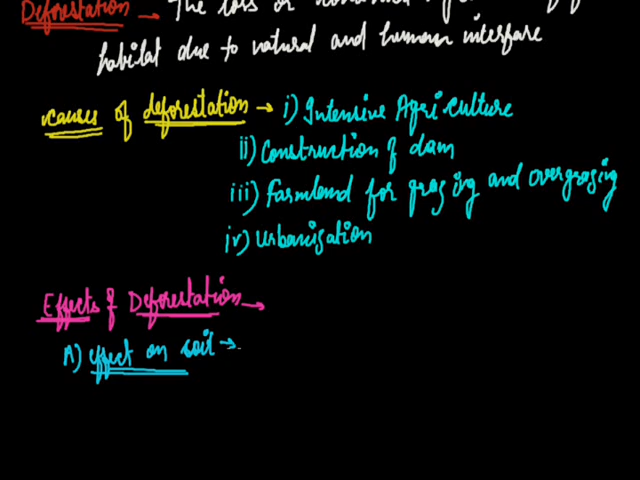 Deforestation → The loss or
habitat due to natural and human interfare
causes of deforestation → i) Intensive Agriculture
ii) Construction of dam
iii) Farmland for grazing and overgrazing
iv) Urbanisation
Effects of Deforestation →
A) effect on soil →